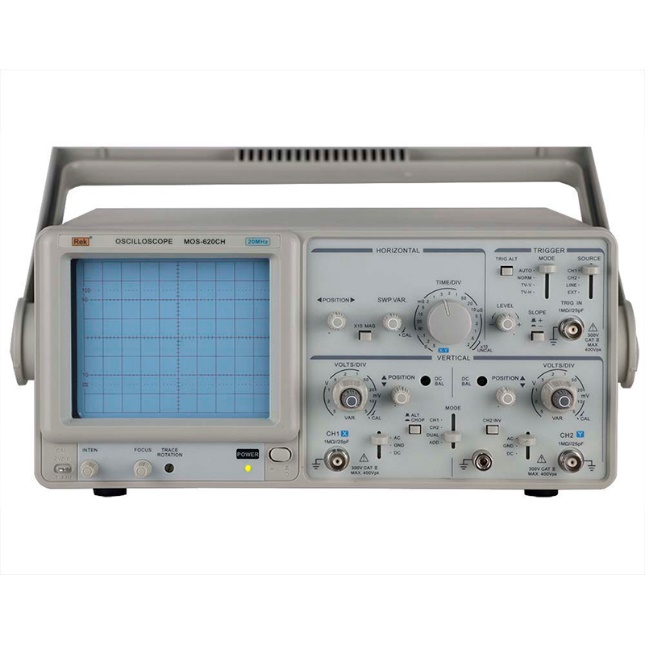 Rek OSCILLOSCOPE MOS-620CH 20MHz
100
90
10
0
INTEN
FOCUS
TRACE
ROTATION
POWER
HORIZONTAL
◀POSITION▶
SWP.VAR
X10 MAG
CAL
TIME/DIV
X-Y
X10
UNCAL
TRIGGER
TRIG.ALT
MODE
AUTO
NORM
TV-V
TV-H
SOURCE
CH1
CH2
LINE
EXT
LEVEL
SLOPE
TRIG IN
1MΩ//25pF
300V
CAT II
MAX.
400Vpk
VERTICAL
VOLTS/DIV
VAR
CAL
▲POSITION
▼
DC
BAL
ALT
CHOP
MODE
CH1
CH2
DUAL
ADD
CH2 INV
DC
BAL
▲POSITION
▼
VOLTS/DIV
VAR
CAL
CH1 X
1MΩ//25pF
AC
GND
DC
300V CAT II
MAX. 400Vpk
AC
GND
DC
CH2 Y
1MΩ//25pF
300V CAT II
MAX. 400Vpk